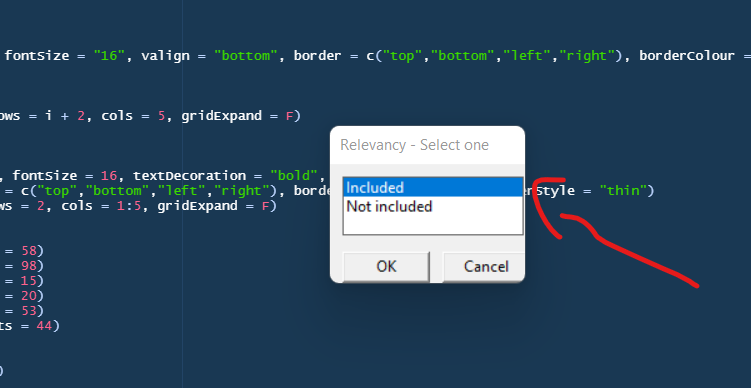 fontSize = "16", valign = "bottom", border = c("top","bottom","left","right"), borderColour =
ows = i + 2, cols = 5, gridExpand = F)
Relevancy - Select one
, fontSize = 16, textDecoration = "bold",
Included
= c("top","bottom","left","right"), borde
rStyle = "thin")
Not included
ws = 2, cols = 1:5, gridExpand = F)
= 58)
= 98)
OK
Cancel
= 15)
= 20)
= 53)
ts = 44)
)